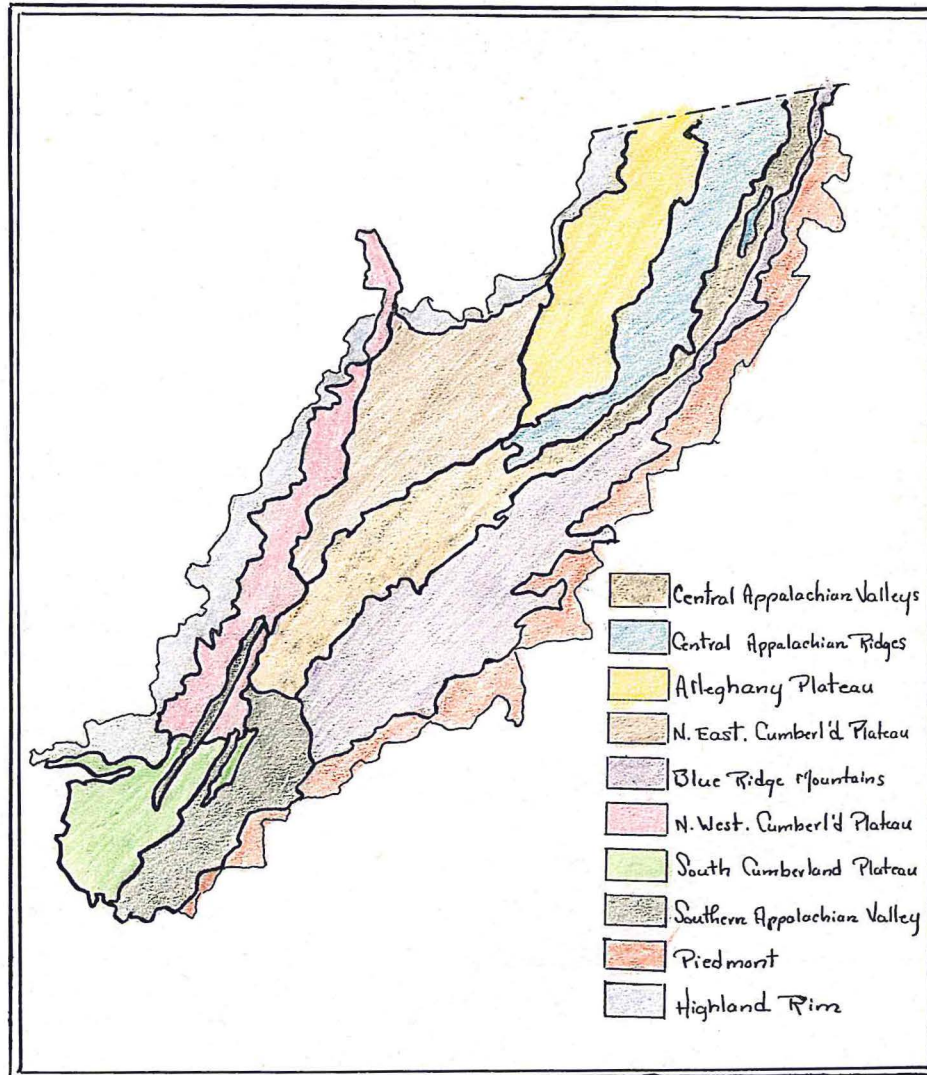 Central Appalachian Valleys
Central Appalachian Ridges
Alleghany Plateau
N. East. Cumberl'd Plateau
Blue Ridge Mountains
N. West. Cumberl'd Plateau
South Cumberland Plateau
Southern Appalachian Valley
Piedmont
Highland Rim